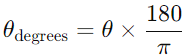 θ_degrees = θ × 180/π